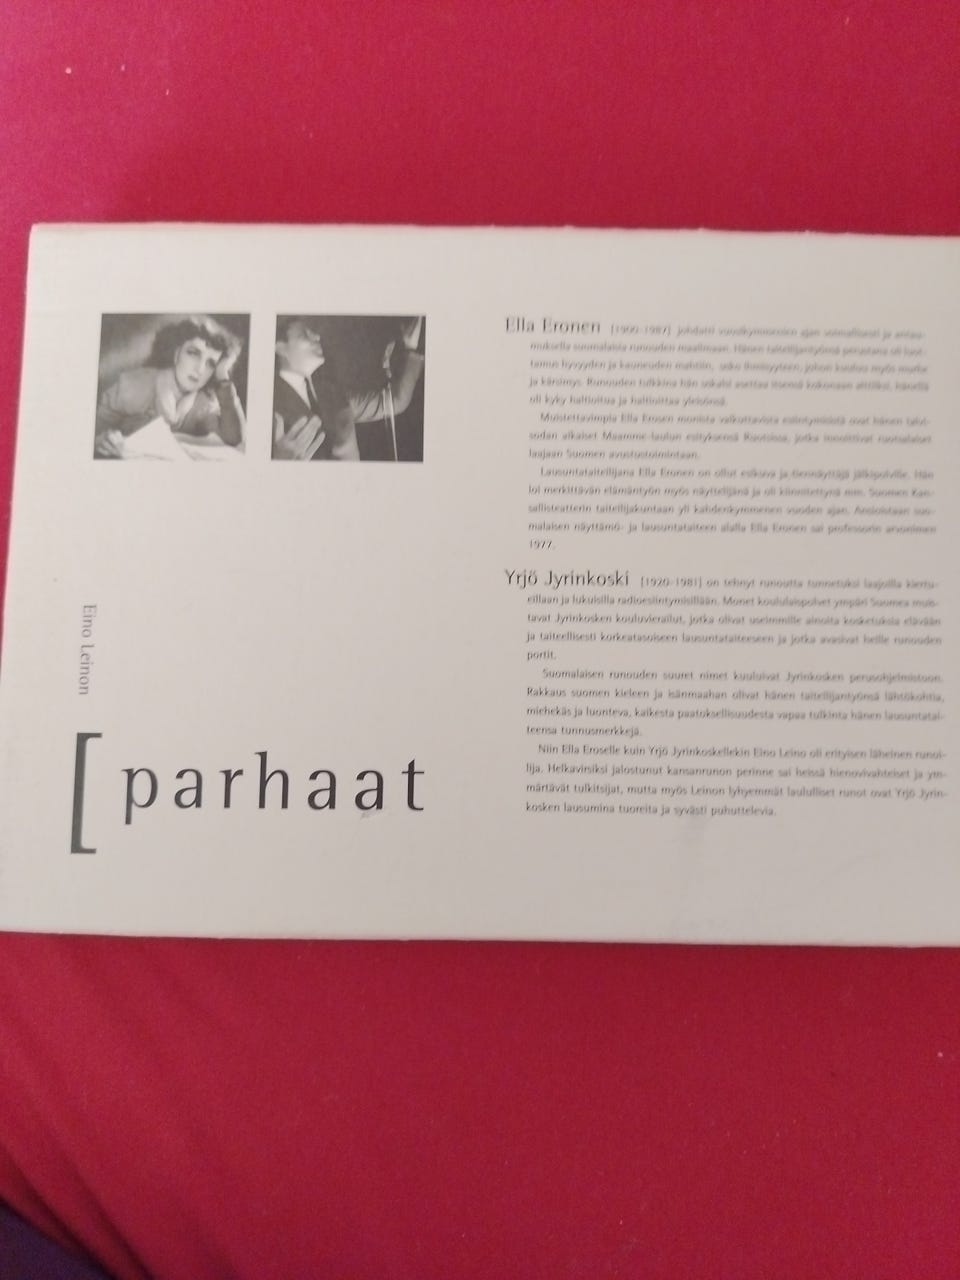 Eino Leinon
[parhaat
Ella Eronen [1900-1987] johdatti vuosikymmenien ajan voimallisesti ja antau-
muksella suomalaisia runouden maailmaan. Hänen taiteilijantyönsä perustana oli luot-
tamus hyvyyden ja kauneuden mahtiin, usko ihmisyyteen, johon kuuluu myös murhe
ja kärsimys. Runouden tulkkina hän uskalsi asettaa itsensä kokonaan alttiiksi, hänellä
oli kyky haltioitua ja haltioittaa yleisönsä.
Muistettavimpia Ella Erosen monista vaikuttavista esiintymisistä ovat hänen talvi-
sodan aikaiset Maamme-laulun esityksensä Ruotsissa, jotka innoittivat ruotsalaiset
laajaan Suomen avustustoimintaan.
Lausuntataiteilijana Ella Eronen on ollut esikuva ja tiennäyttäjä jälkipolville. Hän
loi merkittävän elämäntyön myös näyttelijänä ja oli kiinnitettynä mm. Suomen Kan-
sallisteatterin taiteilijakuntaan yli kahdenkymmenen vuoden ajan. Ansioistaan suo-
malaisen näyttämö- ja lausuntataiteen alalla Ella Eronen sai professorin arvonimen
1977.
Yrjö Jyrinkoski [1920-1981] on tehnyt runoutta tunnetuksi laajoilla kiertu-
eillaan ja lukuisilla radioesiintymisillään. Monet koululaispolvet ympäri Suomea muis-
tavat Jyrinkosken kouluvierailut, jotka olivat useimmille ainoita kosketuksia elävään
ja taiteellisesti korkeatasoiseen lausuntataiteeseen ja jotka avasivat heille runouden
portit.
Suomalaisen runouden suuret nimet kuuluivat Jyrinkosken perusohjelmistoon.
Rakkaus suomen kieleen ja isänmaahan olivat hänen taiteilijantyönsä lähtökohtia,
miehekäs ja luonteva, kaikesta paatoksellisuudesta vapaa tulkinta hänen lausuntatai-
teensa tunnusmerkkejä.
Niin Ella Eroselle kuin Yrjö Jyrinkoskellekin Eino Leino oli erityisen läheinen runoi-
lija. Helkavirsiksi jalostunut kansanrunon perinne sai heissä hienovivahteiset ja ym-
märtävät tulkitsijat, mutta myös Leinon lyhyemmät laululliset runot ovat Yrjö Jyrin-
kosken lausumina tuoreita ja syvästi puhuttelevia.